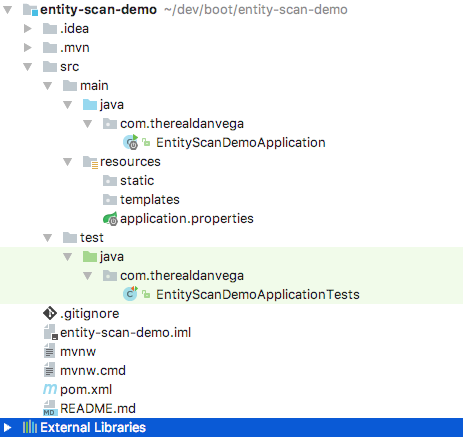 entity-scan-demo ~/dev/boot/entity-scan-demo
.idea
.mvn
src
main
java
com.therealdanvega
EntityScanDemoApplication
resources
static
templates
application.properties
test
java
com.therealdanvega
EntityScanDemoApplicationTests
.gitignore
entity-scan-demo.iml
mvnw
mvnw.cmd
pom.xml
README.md
External Libraries